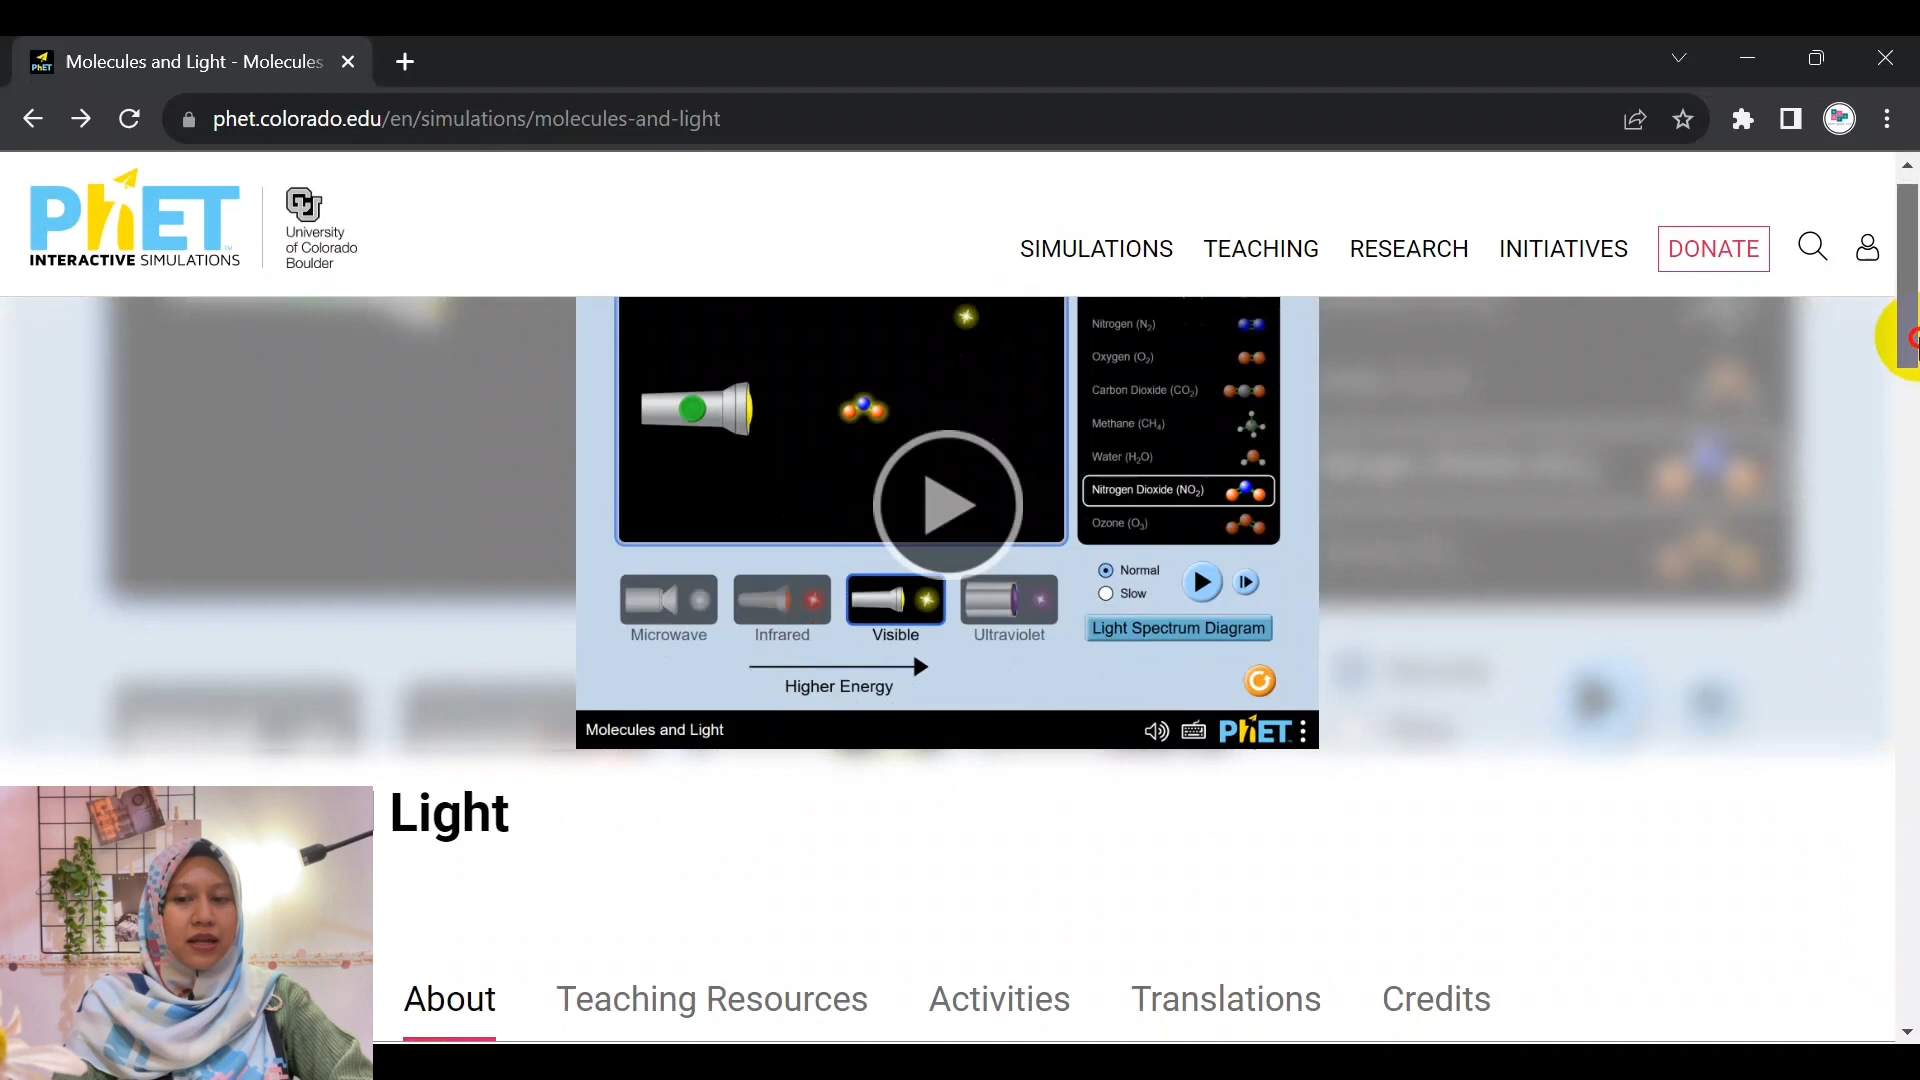 Molecules and Light - Molecules
phet.colorado.edu/en/simulations/molecules-and-light
PhET
INTERACTIVE SIMULATIONS
University
of Colorado
Boulder
SIMULATIONS TEACHING RESEARCH INITIATIVES DONATE
Nitrogen (N₂)
Oxygen (O₂)
Carbon Dioxide (CO₂)
Methane (CH₄)
Water (H₂O)
Nitrogen Dioxide (NO₂)
Ozone (O₃)
Normal
Slow
Microwave Infrared Visible Ultraviolet
Light Spectrum Diagram
Higher Energy
Molecules and Light
PhET
Light
About Teaching Resources Activities Translations Credits